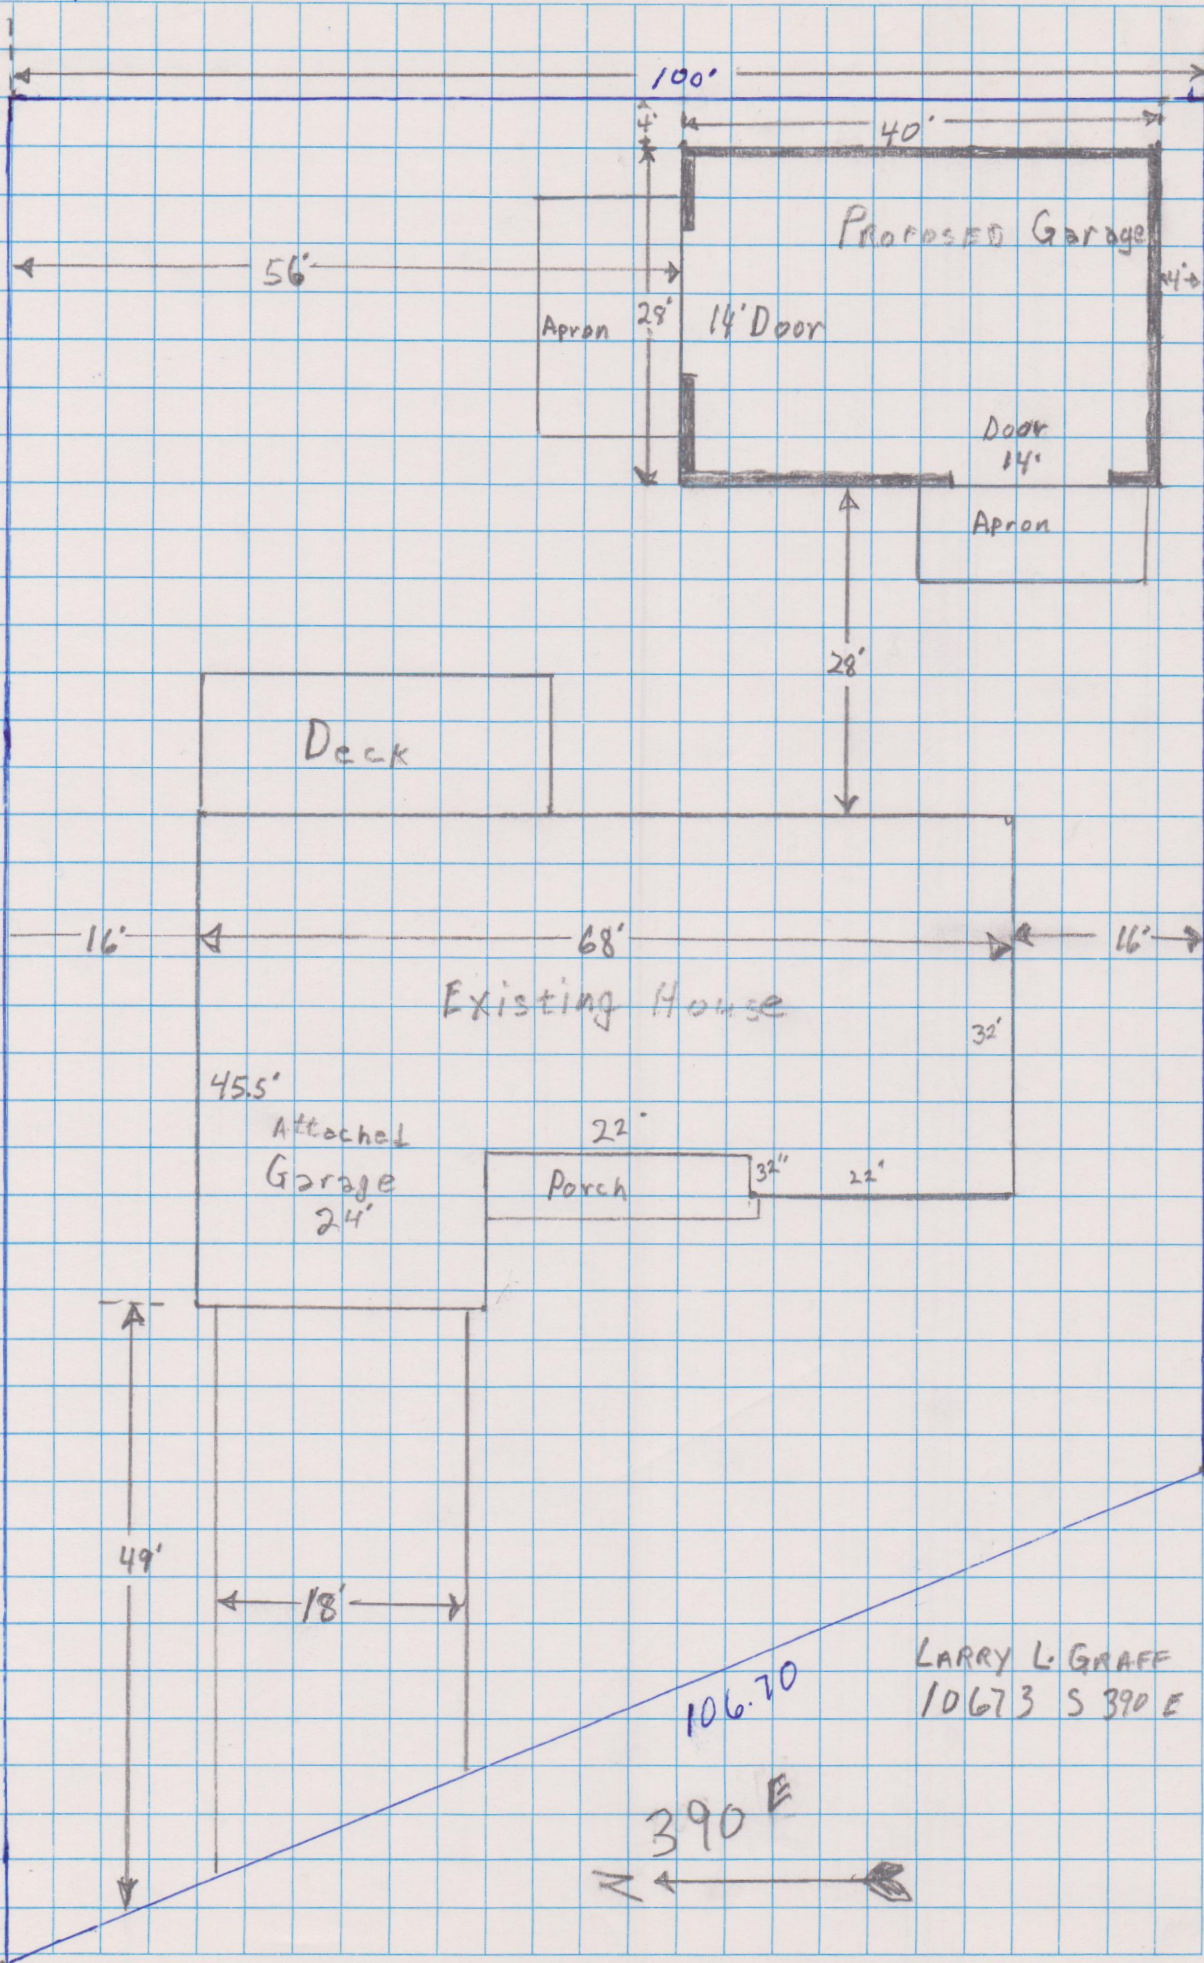 100'
4'
40'
Proposed Garage
56'
4'
Apron
28'
14' Door
Door
14'
Apron
28'
Deck
16'
68'
16'
Existing House
32'
45.5'
Attached
Garage
24'
22'
Porch
32"
22'
49'
18'
106.70
LARRY L. GRAFF
10673 S 390 E
390 E
N